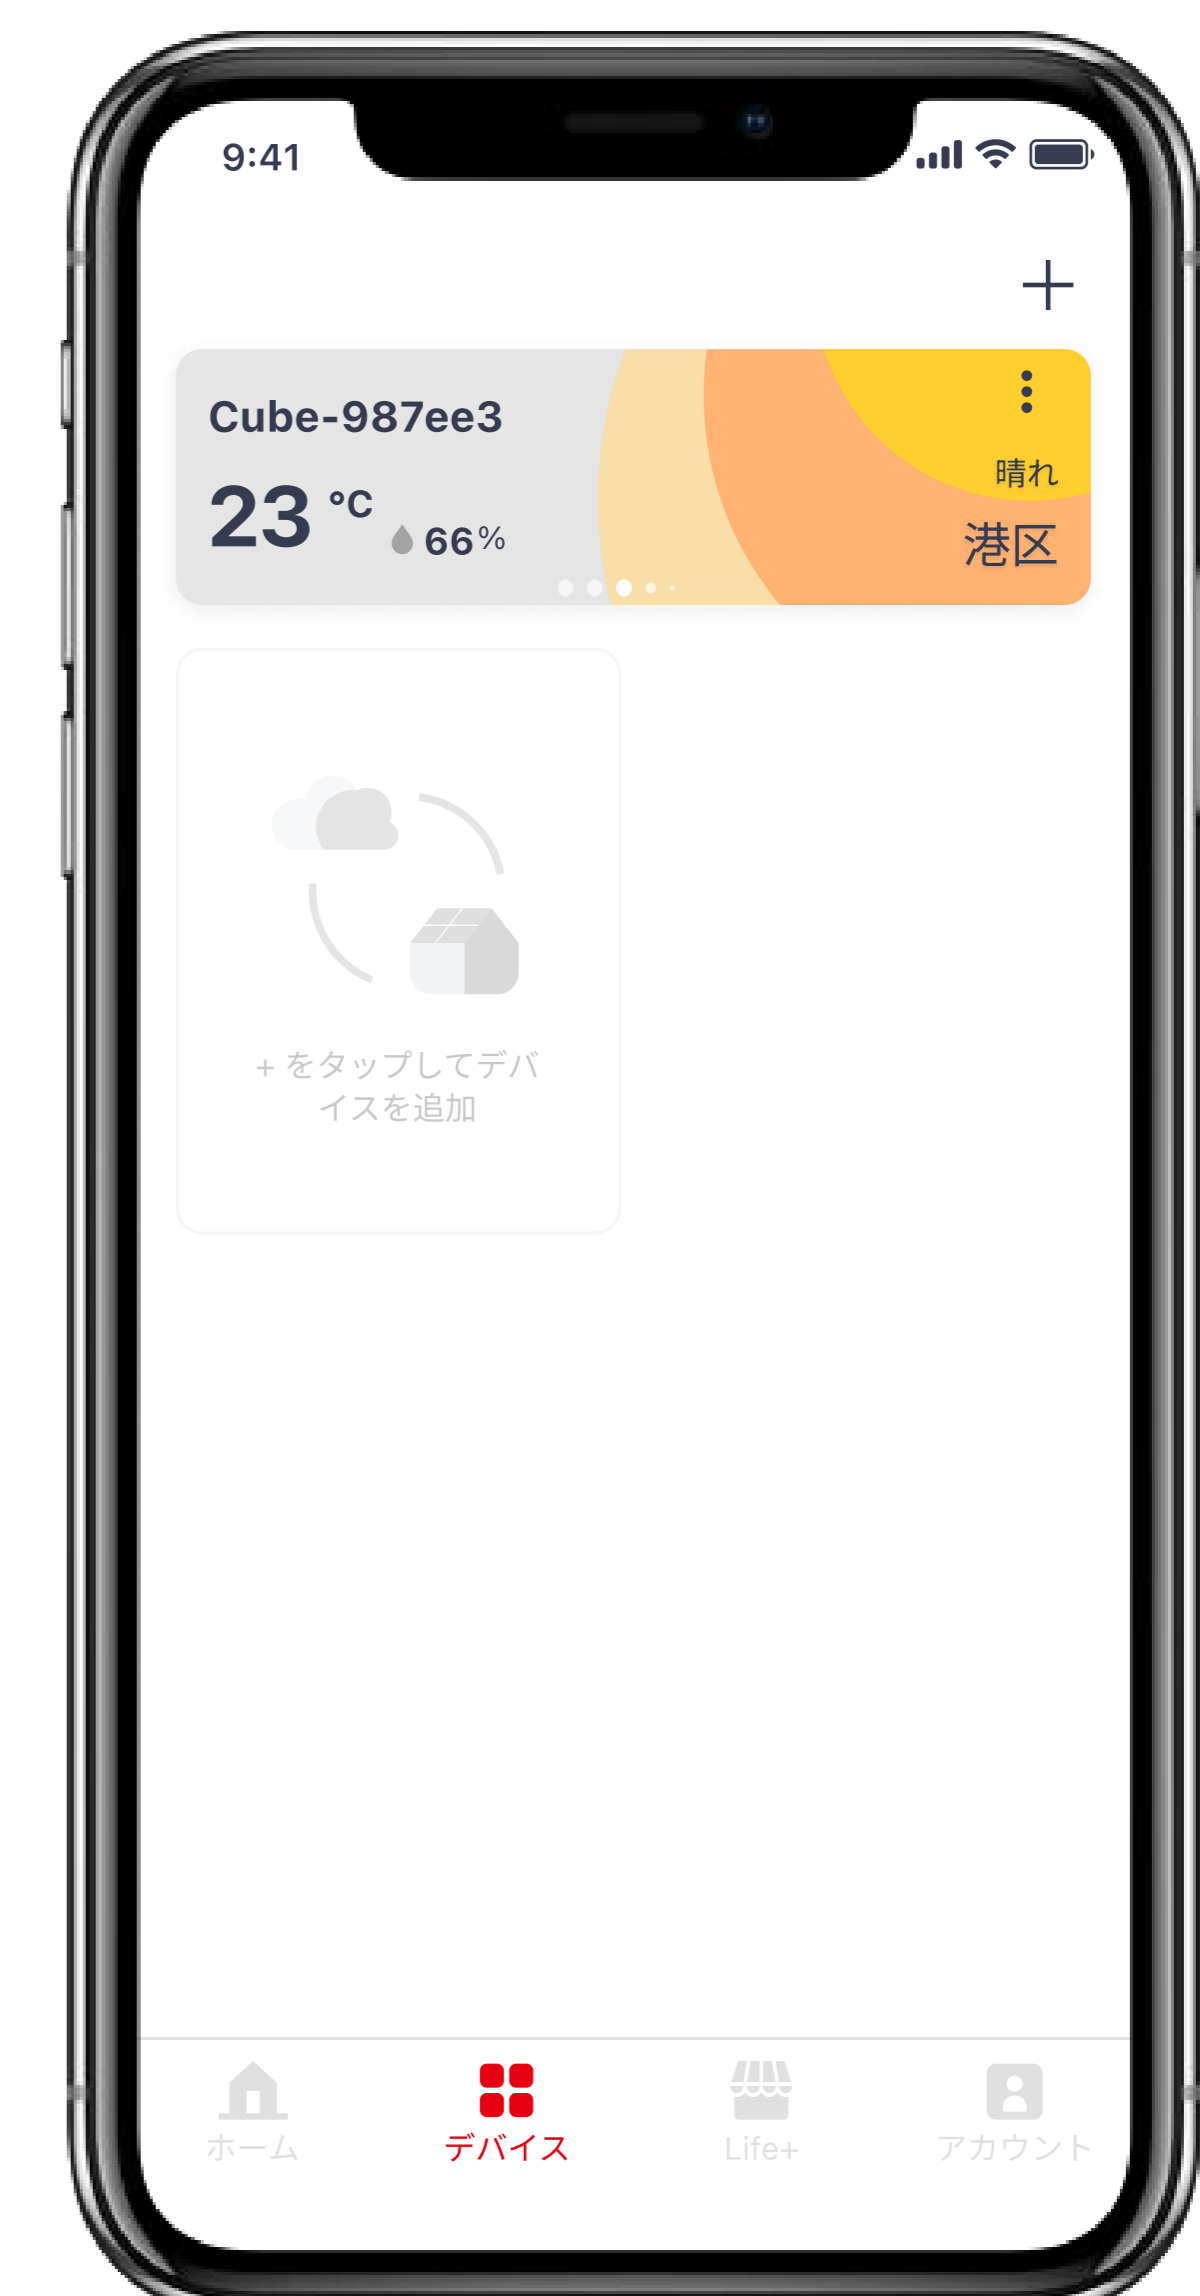 9:41
Cube-987ee3
晴れ
23 °C 66%
港区
+ をタップしてデバ
イスを追加
ホーム デバイス Life+ アカウント